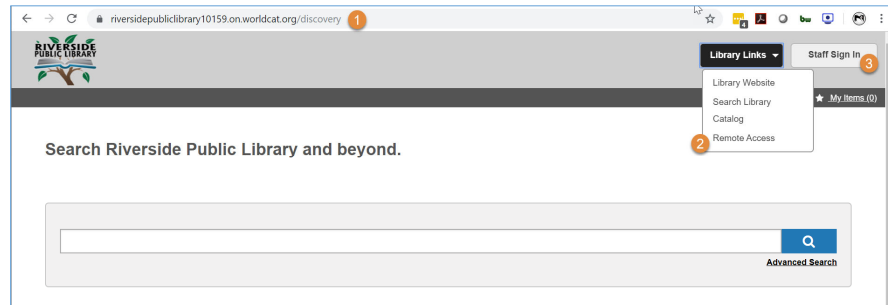 riversidepubliclibrary10159.on.worldcat.org/discovery 1
4
RIVERSIDE
PUBLIC LIBRARY
Library Links
Staff Sign In 3
Library Website
Search Library
Catalog
2 Remote Access
My Items (0)
Search Riverside Public Library and beyond.
Advanced Search